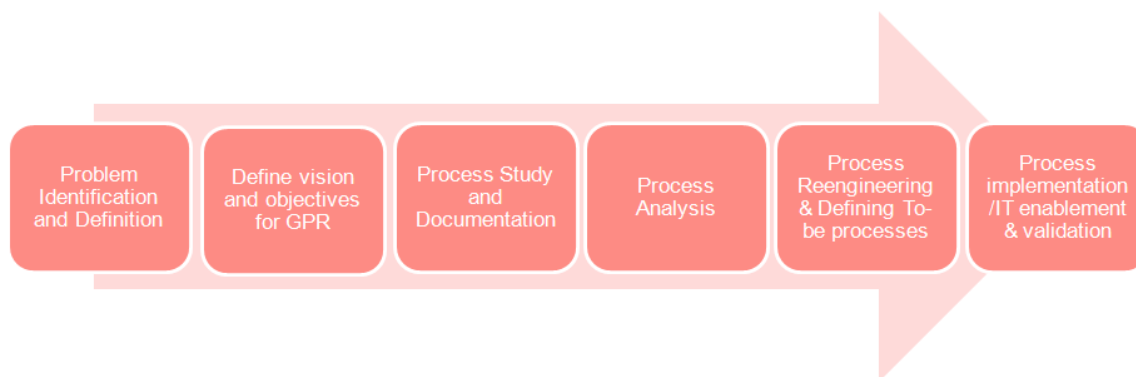 Problem
Identification
and Definition
Define vision
and objectives
for GPR
Process Study
and
Documentation
Process
Analysis
Process
Reengineering
& Defining To-
be processes
Process
implementation
/IT enablement
& validation